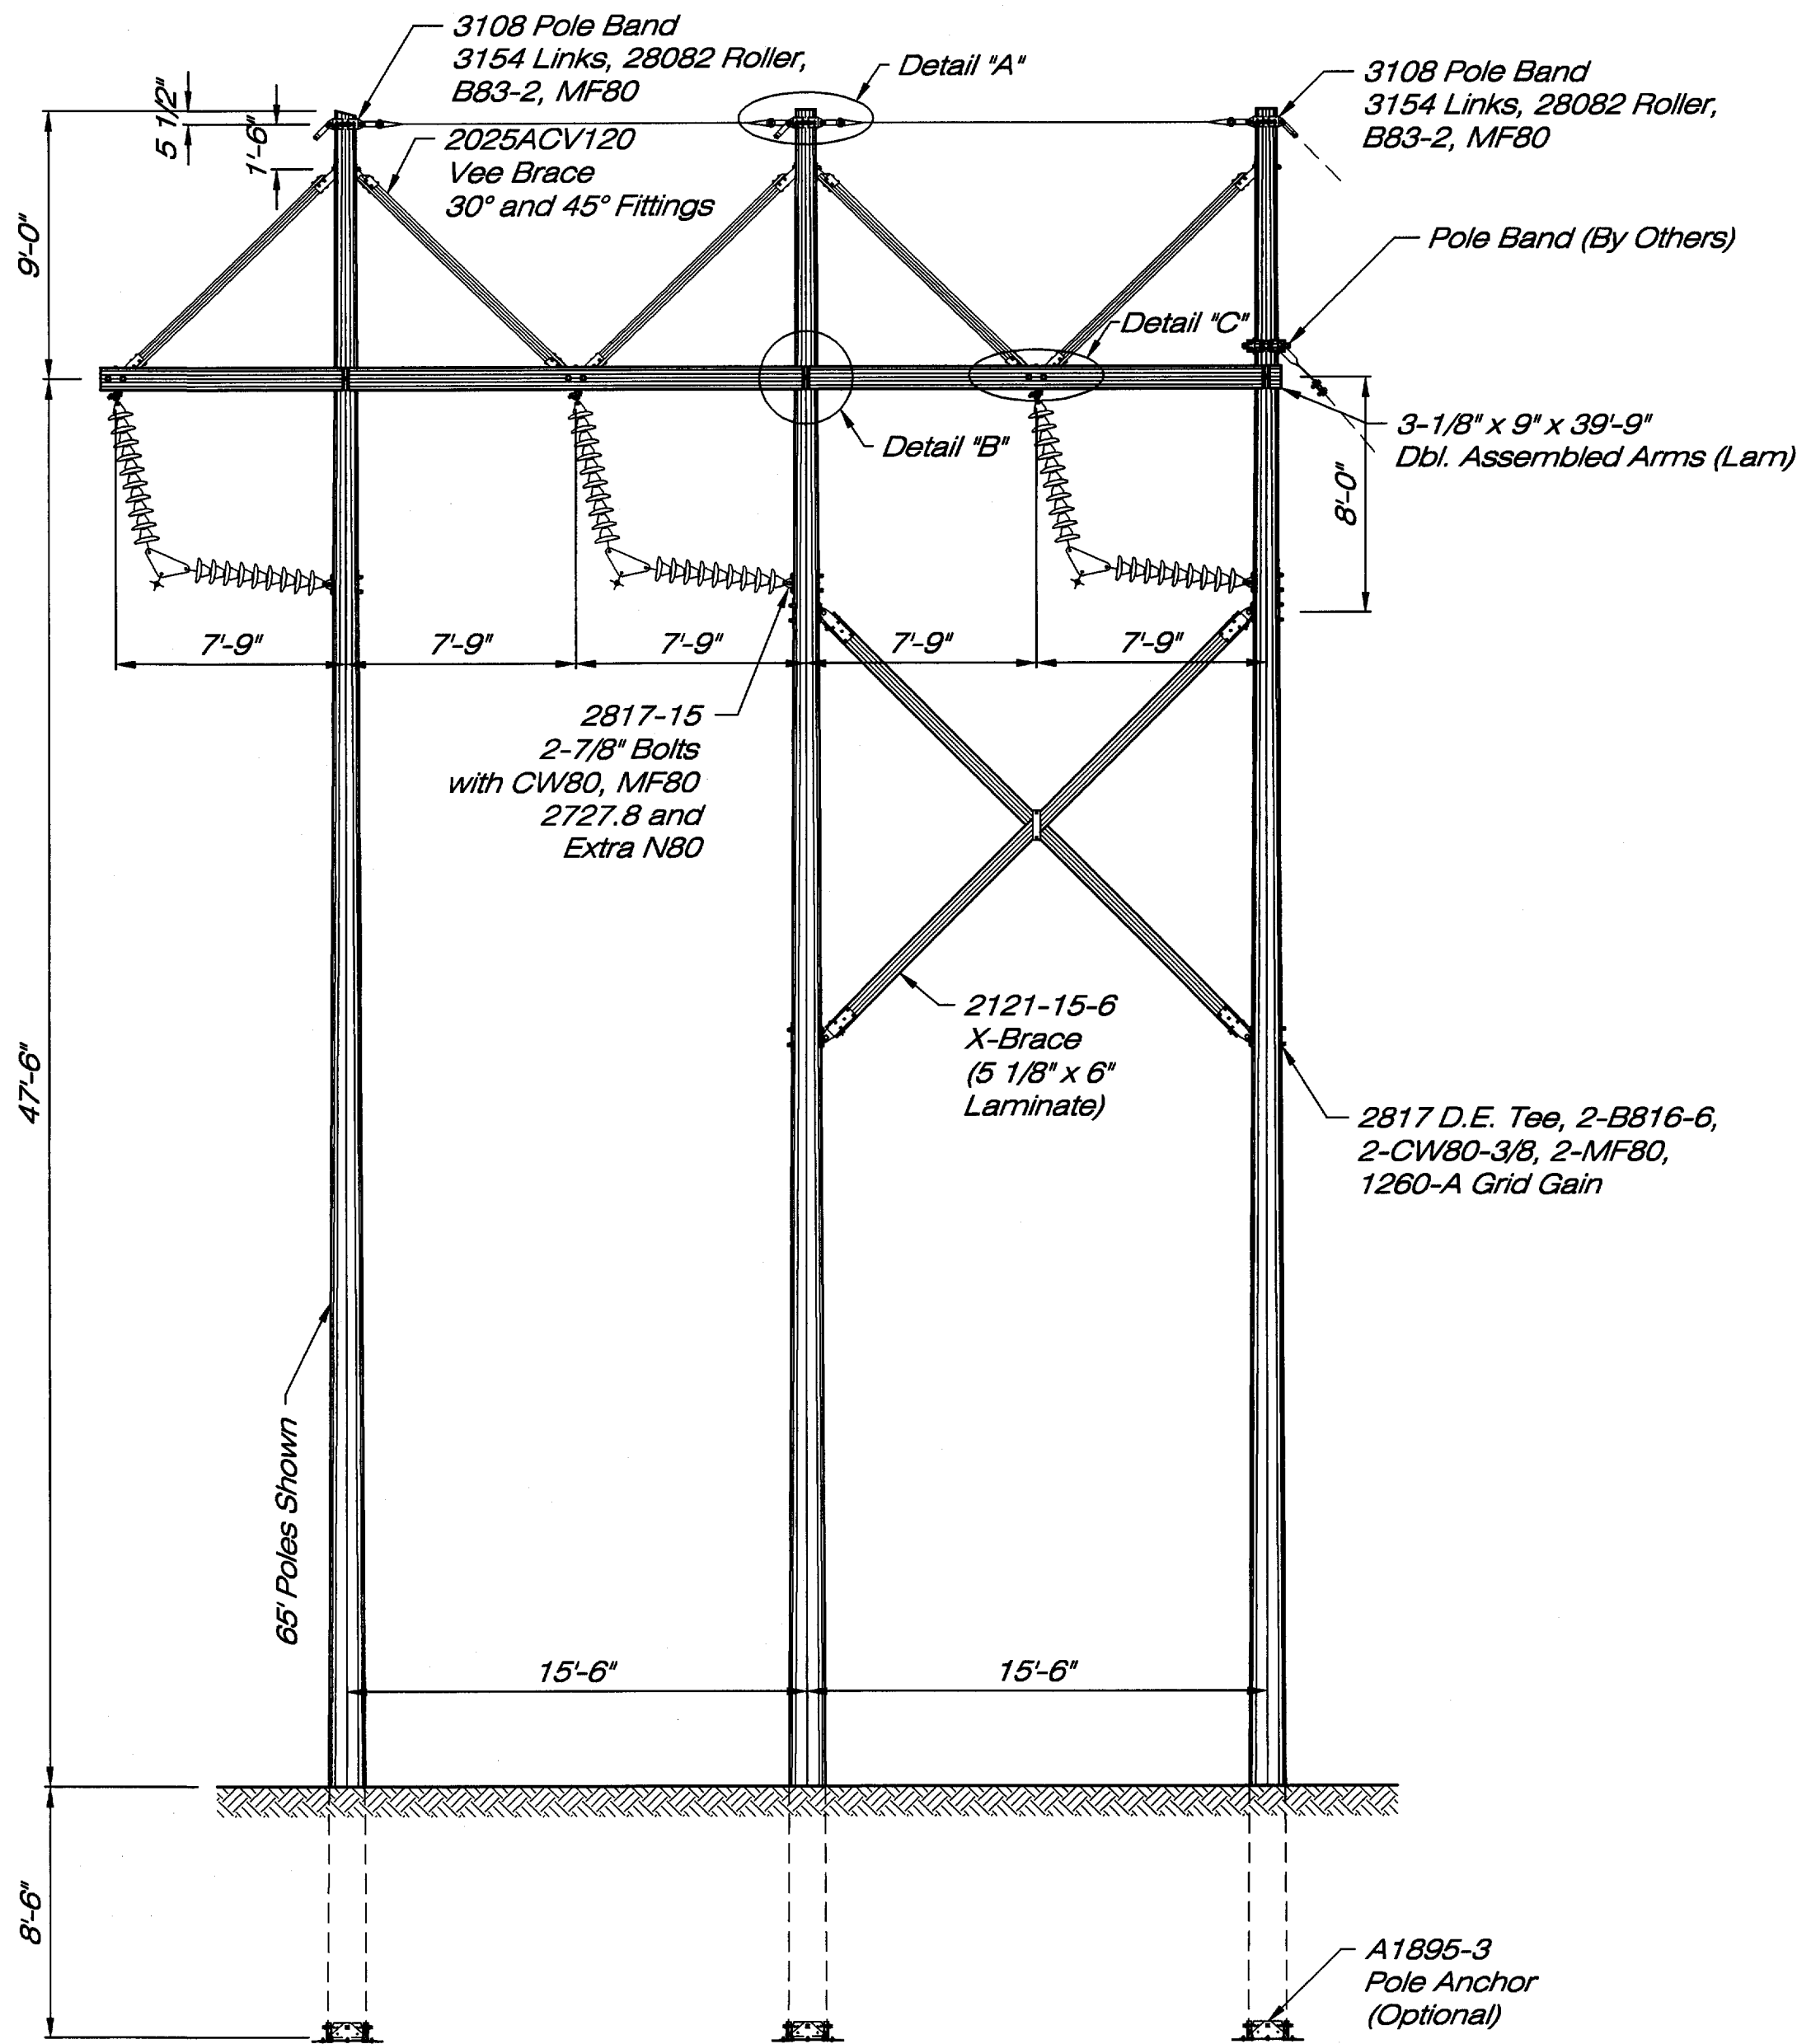 3108 Pole Band
3154 Links, 28082 Roller,
B83-2, MF80
Detail "A"
3108 Pole Band
3154 Links, 28082 Roller,
B83-2, MF80
5 1/2"
1'-6"
2025ACV120
Vee Brace
30° and 45° Fittings
9'-0"
Pole Band (By Others)
Detail "C"
Detail "B"
3-1/8" x 9" x 39'-9"
Dbl. Assembled Arms (Lam)
8'-0"
7'-9"
7'-9"
7'-9"
7'-9"
7'-9"
2817-15
2-7/8" Bolts
with CW80, MF80
2727.8 and
Extra N80
47'-6"
2121-15-6
X-Brace
(5 1/8" x 6"
Laminate)
2817 D.E. Tee, 2-B816-6,
2-CW80-3/8, 2-MF80,
1260-A Grid Gain
65' Poles Shown
15'-6"
15'-6"
8'-6"
A1895-3
Pole Anchor
(Optional)